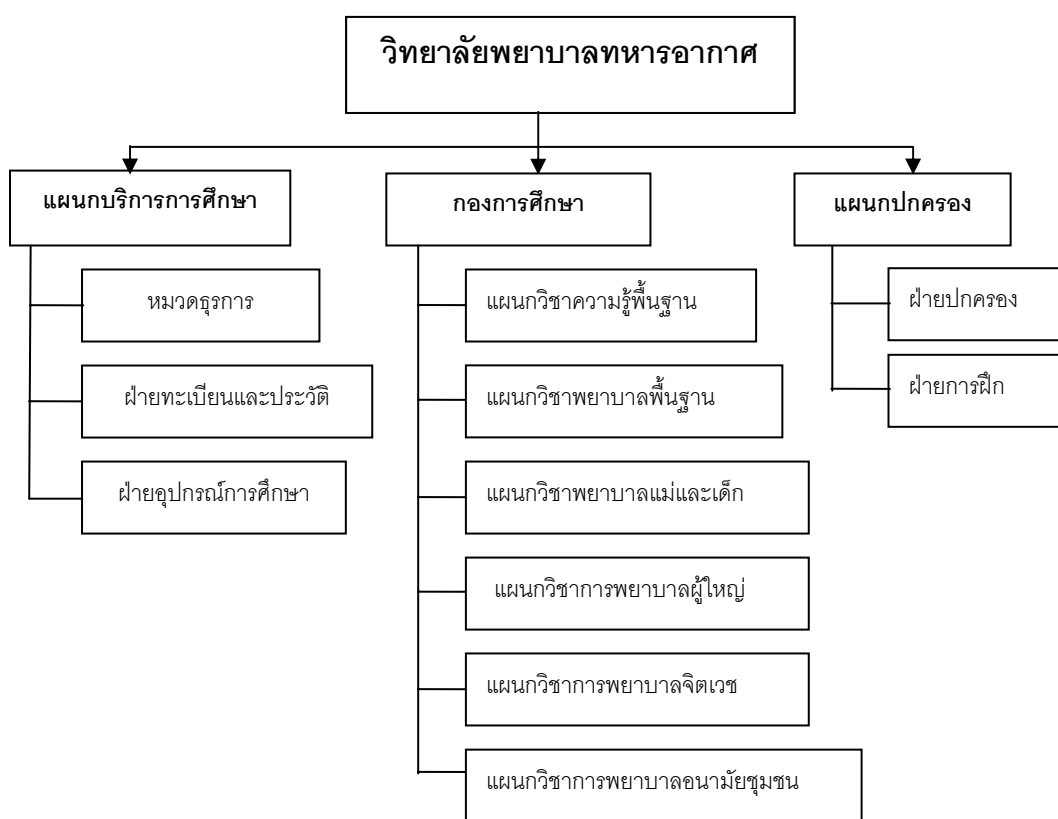 วิทยาลัยพยาบาลทหารอากาศ
แผนกบริการการศึกษา
หมวดธุรการ
ฝ่ายทะเบียนและประวัติ
ฝ่ายอุปกรณ์การศึกษา
กองการศึกษา
แผนกวิชาความรู้พื้นฐาน
แผนกวิชาพยาบาลพื้นฐาน
แผนกวิชาพยาบาลแม่และเด็ก
แผนกวิชาการพยาบาลผู้ใหญ่
แผนกวิชาการพยาบาลจิตเวช
แผนกวิชาการพยาบาลอนามัยชุมชน
แผนกปกครอง
ฝ่ายปกครอง
ฝ่ายการฝึก